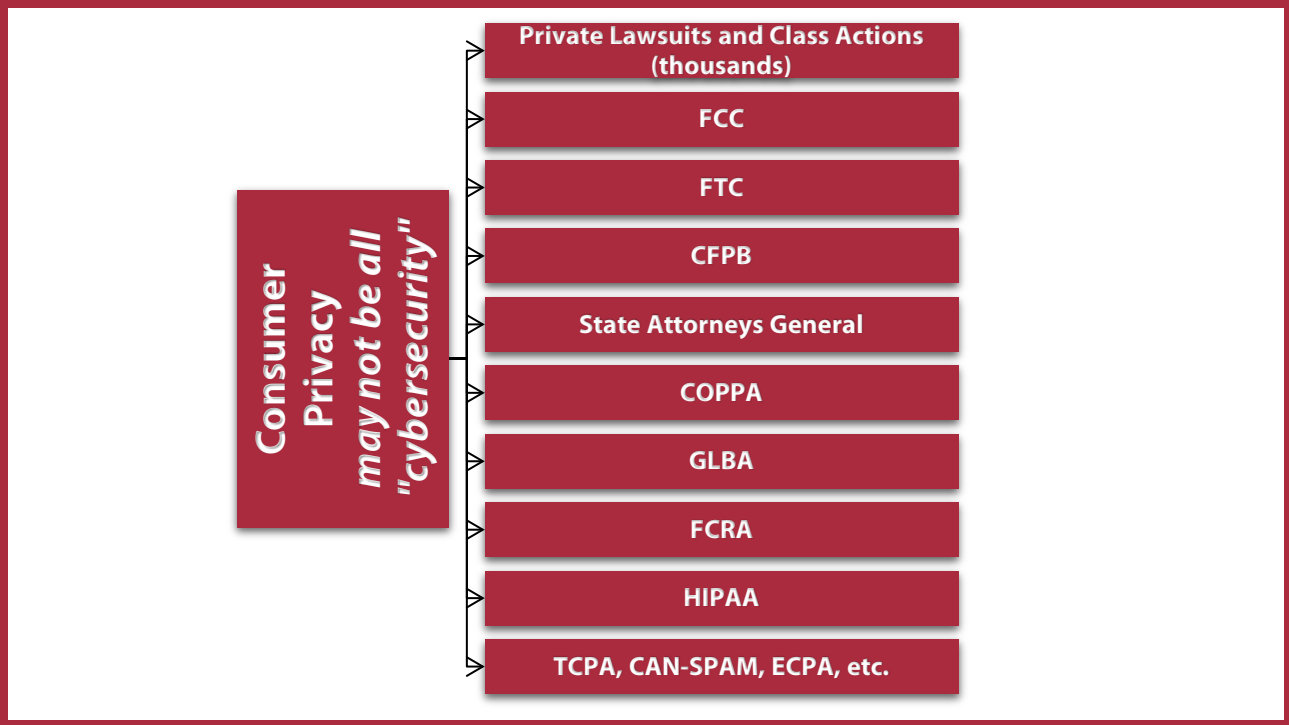 Consumer
Privacy
may not be all
"cybersecurity"
Private Lawsuits and Class Actions
(thousands)
FCC
FTC
CFPB
State Attorneys General
COPPA
GLBA
FCRA
HIPAA
TCPA, CAN-SPAM, ECPA, etc.